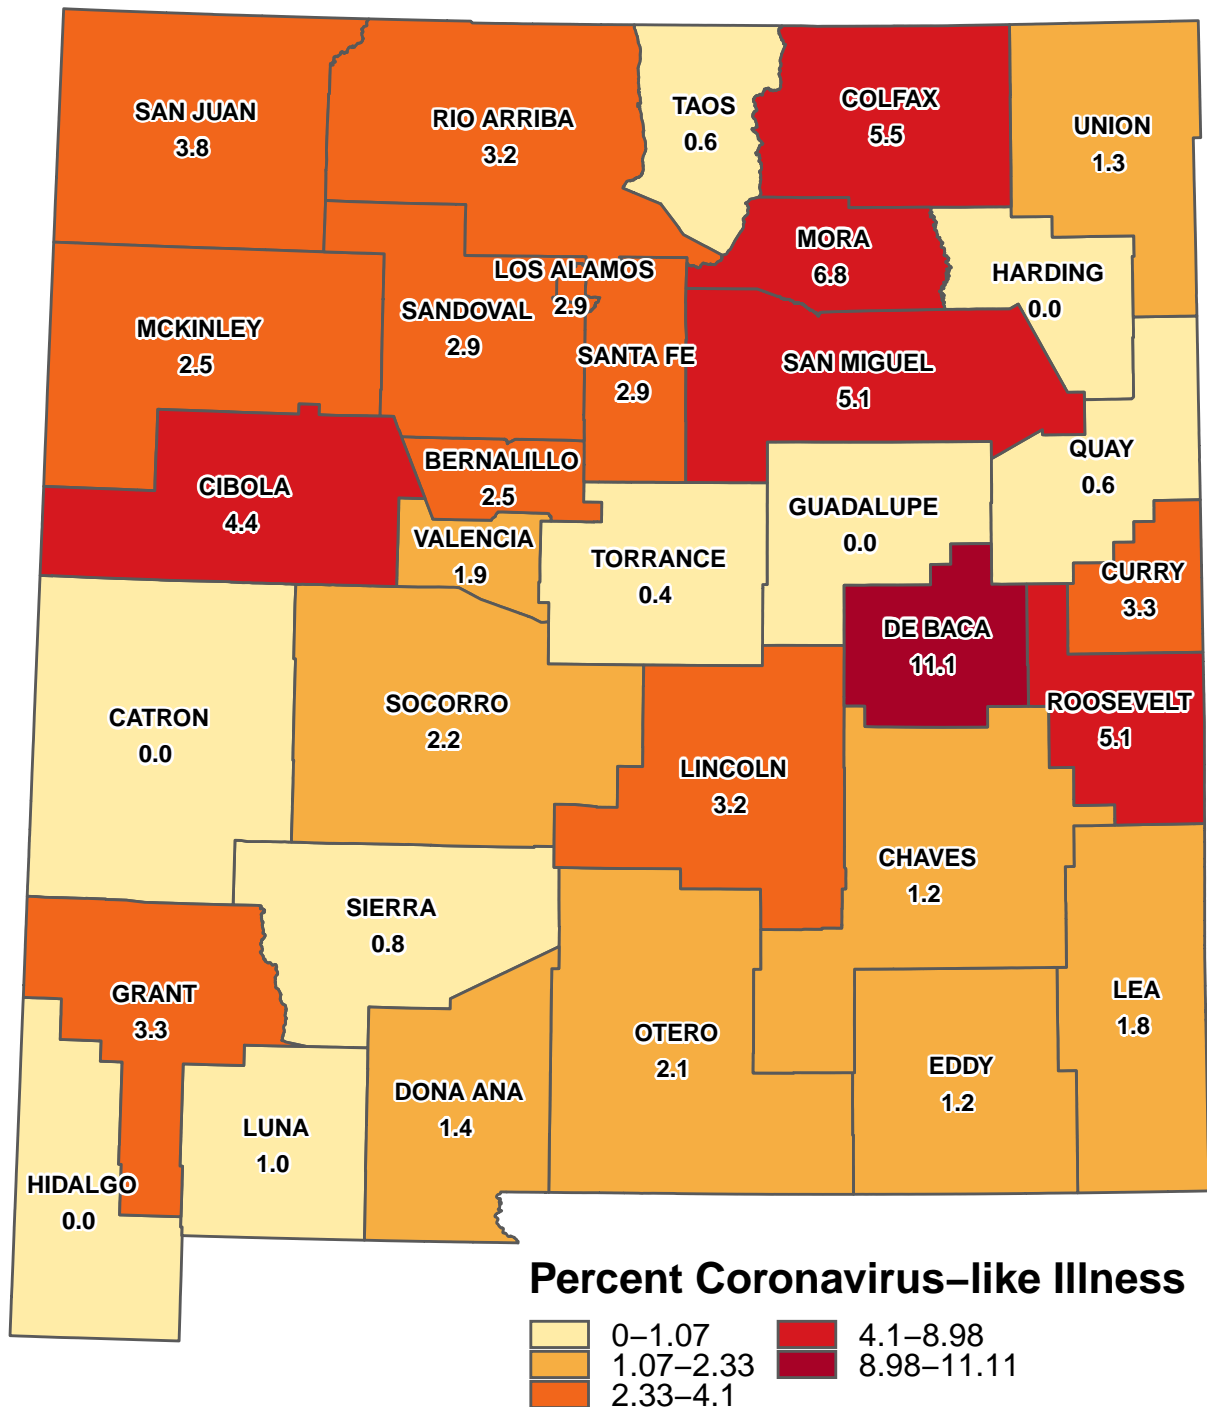 SAN JUAN
3.8
RIO ARRIBA
3.2
TAOS
0.6
COLFAX
5.5
UNION
1.3
MORA
6.8
HARDING
0.0
LOS ALAMOS
2.9
SANDOVAL
2.9
MCKINLEY
2.5
SANTA FE
2.9
SAN MIGUEL
5.1
QUAY
0.6
BERNALILLO
2.5
CIBOLA
4.4
GUADALUPE
0.0
VALENCIA
1.9
TORRANCE
0.4
CURRY
3.3
DE BACA
11.1
ROOSEVELT
5.1
CATRON
0.0
SOCORRO
2.2
LINCOLN
3.2
CHAVES
1.2
SIERRA
0.8
GRANT
3.3
LEA
1.8
OTERO
2.1
EDDY
1.2
DONA ANA
1.4
LUNA
1.0
HIDALGO
0.0
Percent Coronavirus−like Illness
0−1.07
1.07−2.33
2.33−4.1
4.1−8.98
8.98−11.11